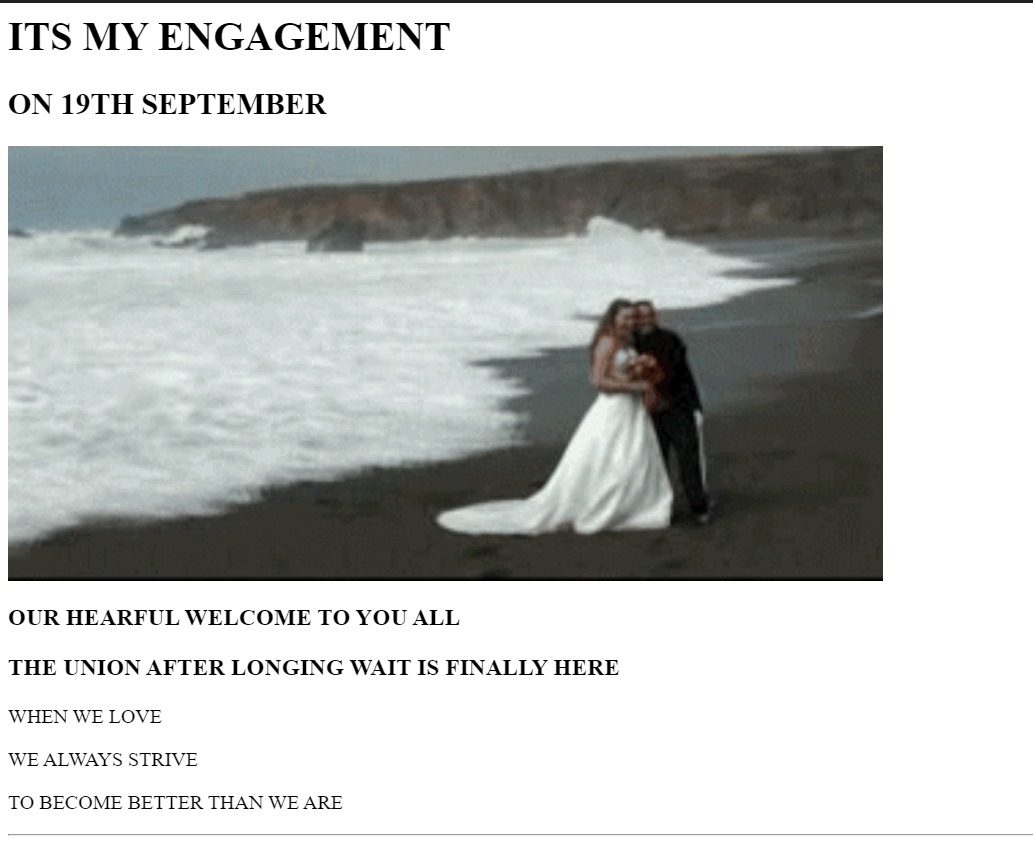 ITS MY ENGAGEMENT
ON 19TH SEPTEMBER
OUR HEARFUL WELCOME TO YOU ALL
THE UNION AFTER LONGING WAIT IS FINALLY HERE
WHEN WE LOVE
WE ALWAYS STRIVE
TO BECOME BETTER THAN WE ARE